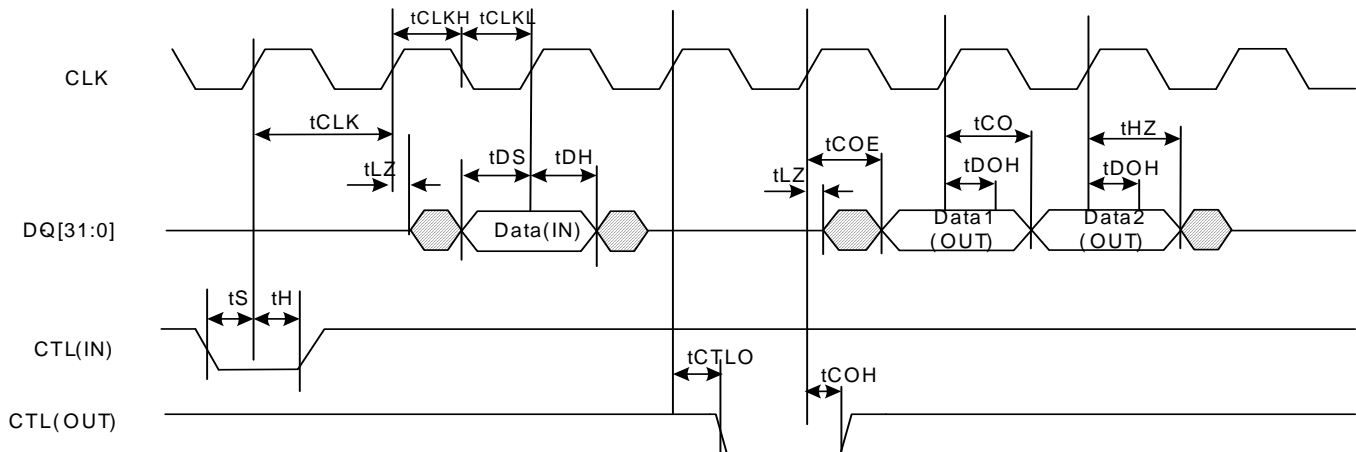 tCLKH tCLKL
CLK
tCLK
tCO
tHZ
tCOE
tDS
tDH
tLZ
tLZ
tDOH
tDOH
DQ[31:0]
Data(IN)
Data1
(OUT)
Data2
(OUT)
tS
tH
CTL(IN)
tCTLO
tCOH
CTL(OUT)